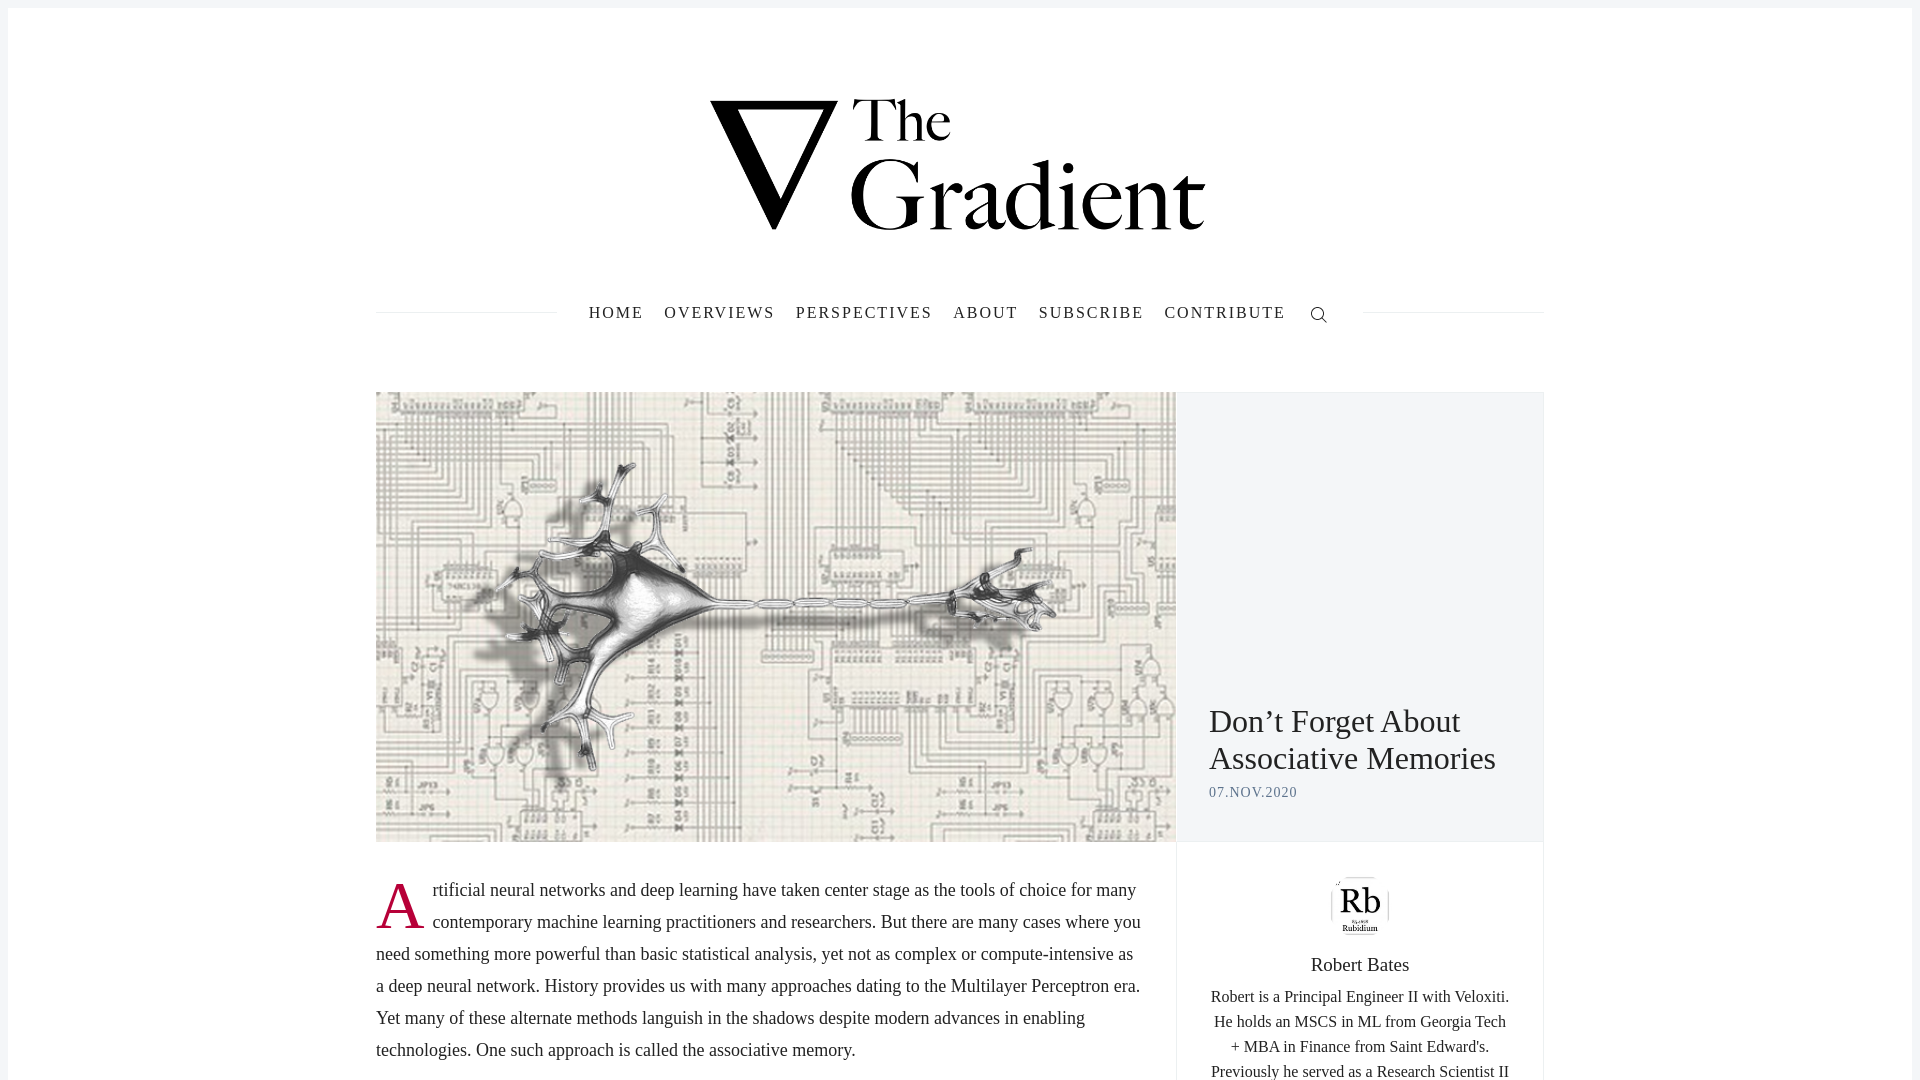 The
Gradient
HOME OVERVIEWS PERSPECTIVES ABOUT SUBSCRIBE CONTRIBUTE
Don’t Forget About
Associative Memories
07.NOV.2020
Artificial neural networks and deep learning have taken center stage as the tools of choice for many
contemporary machine learning practitioners and researchers. But there are many cases where you
need something more powerful than basic statistical analysis, yet not as complex or compute-intensive as
a deep neural network. History provides us with many approaches dating to the Multilayer Perceptron era.
Yet many of these alternate methods languish in the shadows despite modern advances in enabling
technologies. One such approach is called the associative memory.
Rb
Rubidium
Robert Bates
Robert is a Principal Engineer II with Veloxiti.
He holds an MSCS in ML from Georgia Tech
+ MBA in Finance from Saint Edward's.
Previously he served as a Research Scientist II